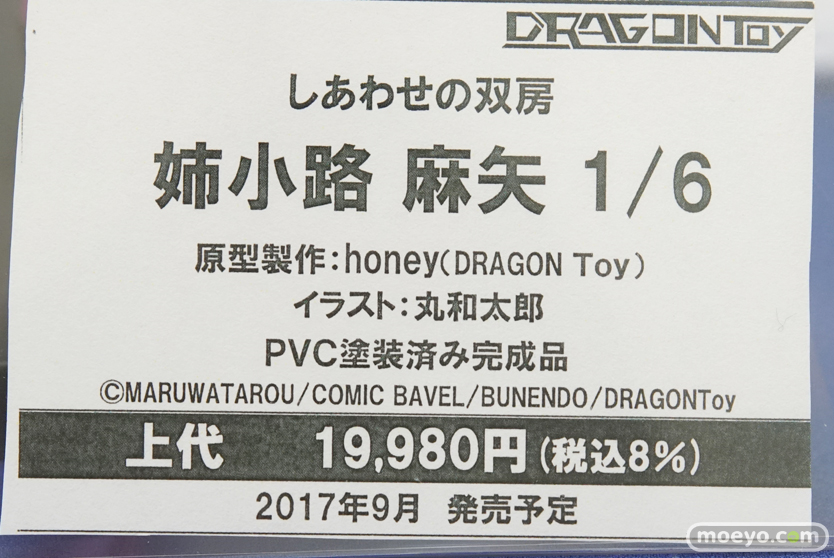 DRAGONToy
しあわせの双房
姉小路 麻矢 1/6
原型製作:honey(DRAGON Toy)
イラスト:丸和太郎
PVC塗装済み完成品
©MARUWATAROU/COMIC BAVEL/BUNENDO/DRAGONToy
上代 19,980円(税込8%)
2017年9月 発売予定
moeyo.com